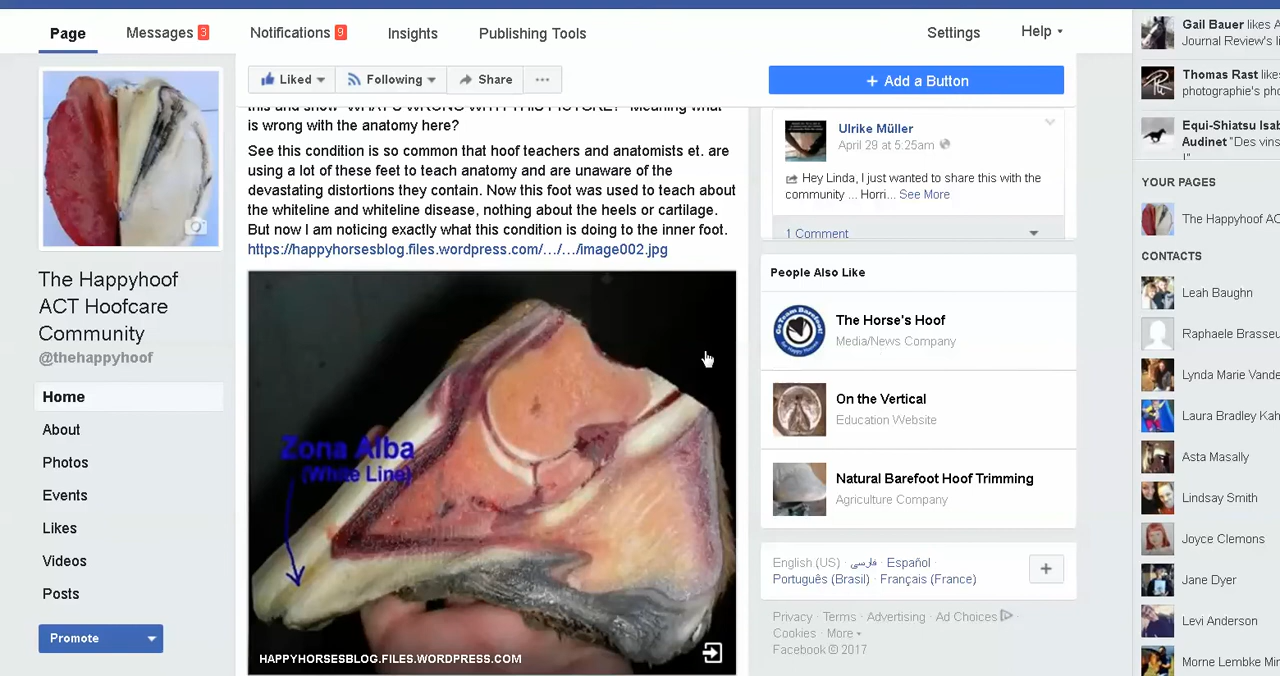 Page
Messages 3
Notifications 9
Insights
Publishing Tools
Settings
Help
Liked
Following
Share
+ Add a Button
is wrong with the anatomy here?
See this condition is so common that hoof teachers and anatomists et. are
using a lot of these feet to teach anatomy and are unaware of the
devastating distortions they contain. Now this foot was used to teach about
the whiteline and whiteline disease, nothing about the heels or cartilage.
But now I am noticing exactly what this condition is doing to the inner foot.
https://happyhorsesblog.files.wordpress.com/.../.../image002.jpg
Zona Alba
(White Line)
HAPPYHORSESBLOG.FILES.WORDPRESS.COM
The Happyhoof
ACT Hoofcare
Community
@thehappyhoof
Home
About
Photos
Events
Likes
Videos
Posts
Promote
Ulrike Müller
April 29 at 5:25am
Hey Linda, I just wanted to share this with the
community ... Horri... See More
1 Comment
People Also Like
The Horse's Hoof
Media/News Company
On the Vertical
Education Website
Natural Barefoot Hoof Trimming
Agriculture Company
English (US) · فارسی · Español
Português (Brasil) · Français (France)
+
Privacy · Terms · Advertising · Ad Choices ·
Cookies · More
Facebook © 2017
Gail Bauer likes A
Journal Review's li
Thomas Rast likes
photographie's pho
Equi-Shiatsu Isab
Audinet "Des vins
!"
YOUR PAGES
The Happyhoof AC
CONTACTS
Leah Baughn
Raphaele Brasseu
Lynda Marie Vande
Laura Bradley Kah
Asta Masally
Lindsay Smith
Joyce Clemons
Jane Dyer
Levi Anderson
Morne Lembke Min